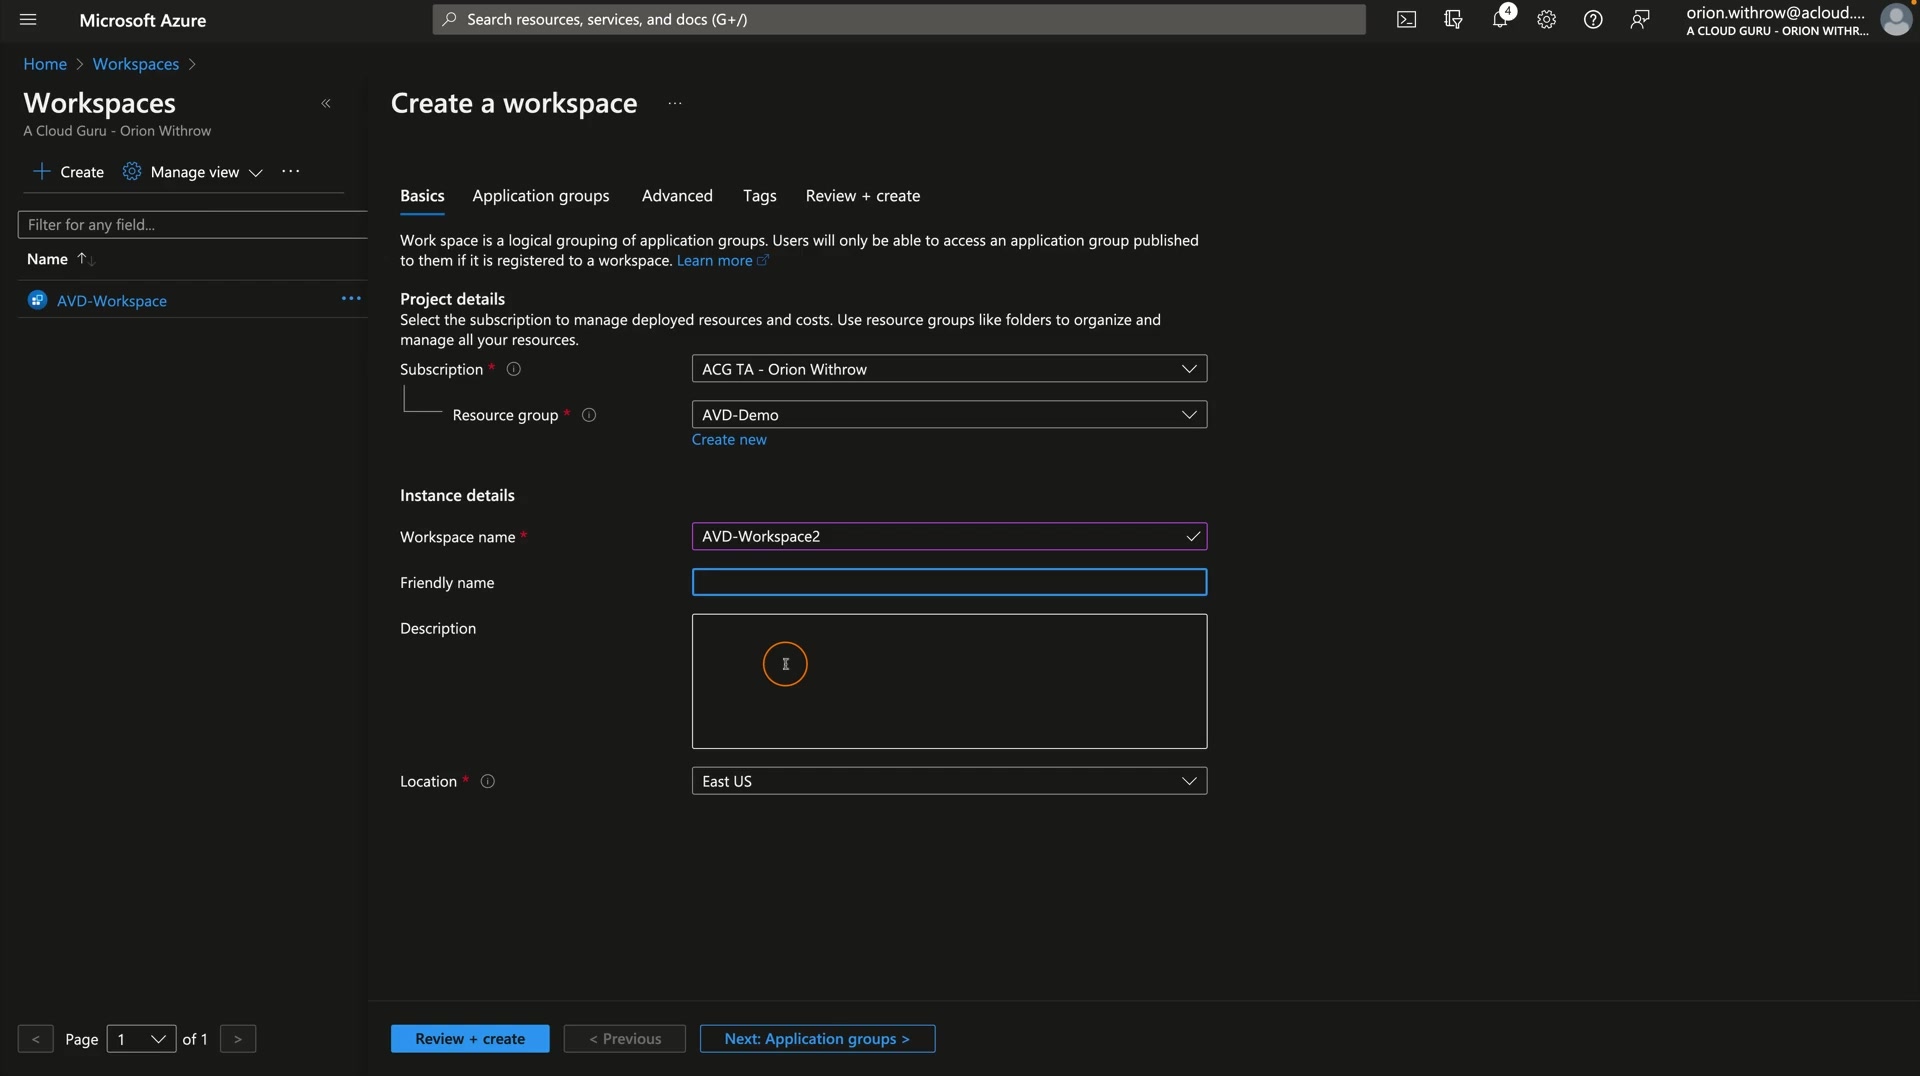 Microsoft Azure
Search resources, services, and docs (G+/)
4
orion.withrow@acloud....
A CLOUD GURU - ORION WITHR...
Home > Workspaces >
Workspaces
«
A Cloud Guru - Orion Withrow
Create a workspace ...
+ Create Manage view ...
Filter for any field...
Name ↑↓
AVD-Workspace ...
Basics Application groups Advanced Tags Review + create
Work space is a logical grouping of application groups. Users will only be able to access an application group published
to them if it is registered to a workspace. Learn more
Project details
Select the subscription to manage deployed resources and costs. Use resource groups like folders to organize and
manage all your resources.
Subscription * ACG TA - Orion Withrow
Resource group * AVD-Demo
Create new
Instance details
Workspace name * AVD-Workspace2
Friendly name
Description
Location * East US
< Page 1 of 1 >
Review + create < Previous Next: Application groups >